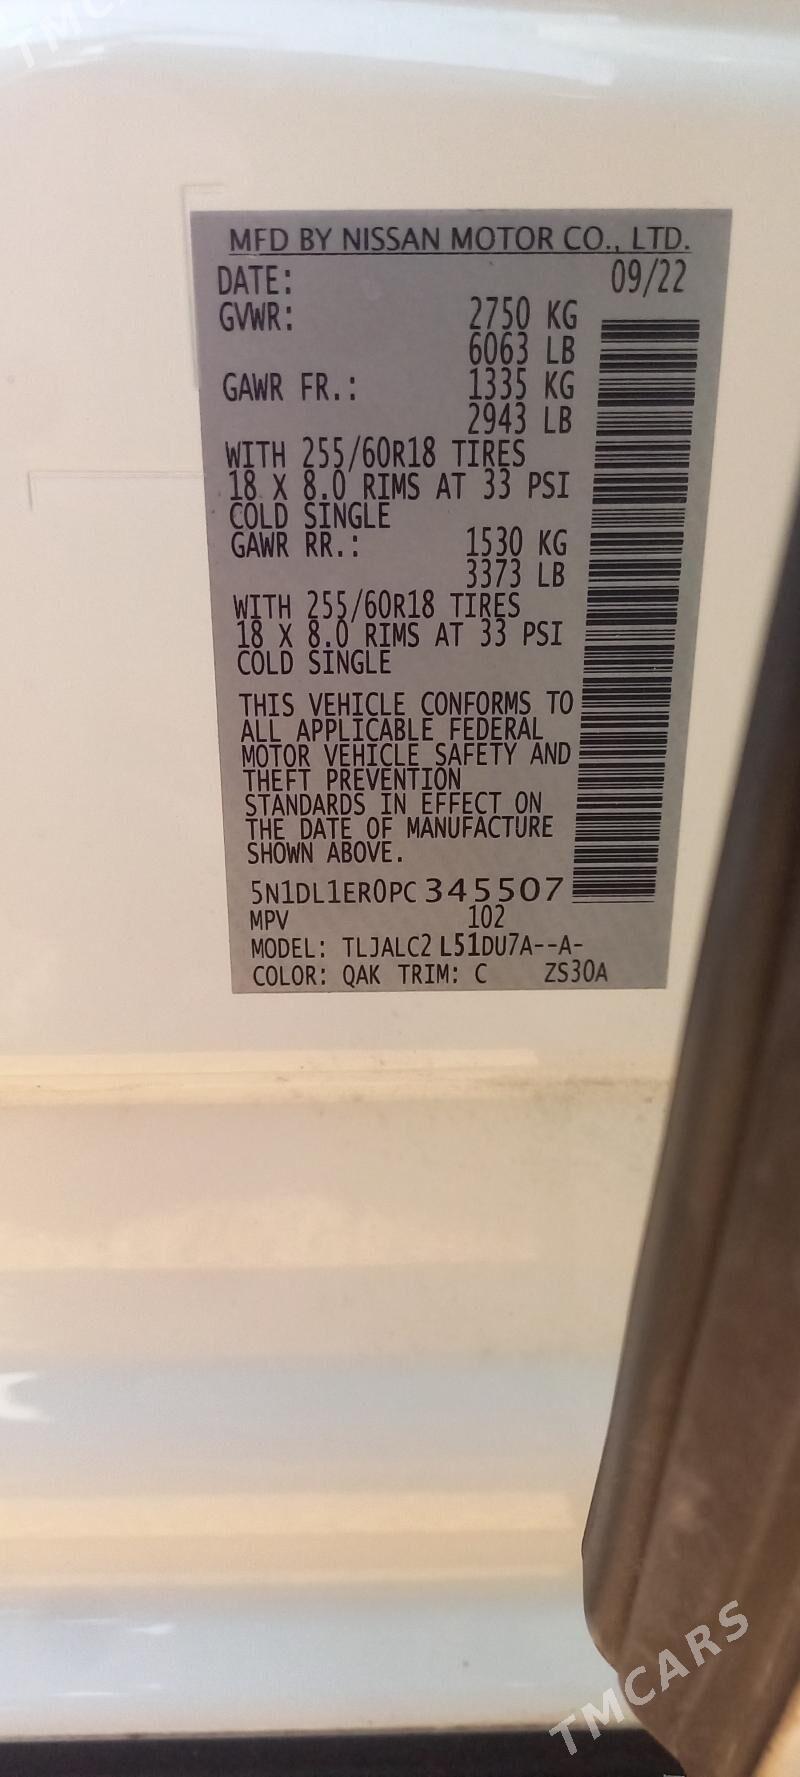 MFD BY NISSAN MOTOR CO., LTD.
DATE: 09/22
GVWR: 2750 KG
6063 LB
GAWR FR.: 1335 KG
2943 LB
WITH 255/60R18 TIRES
18 X 8.0 RIMS AT 33 PSI
COLD SINGLE
GAWR RR.: 1530 KG
3373 LB
WITH 255/60R18 TIRES
18 X 8.0 RIMS AT 33 PSI
COLD SINGLE
THIS VEHICLE CONFORMS TO
ALL APPLICABLE FEDERAL
MOTOR VEHICLE SAFETY AND
THEFT PREVENTION
STANDARDS IN EFFECT ON
THE DATE OF MANUFACTURE
SHOWN ABOVE.
5N1DL1ER0PC345507
MPV 102
MODEL: TLJALC2 L51DU7A--A-
COLOR: QAK TRIM: C ZS30A
TMCARS